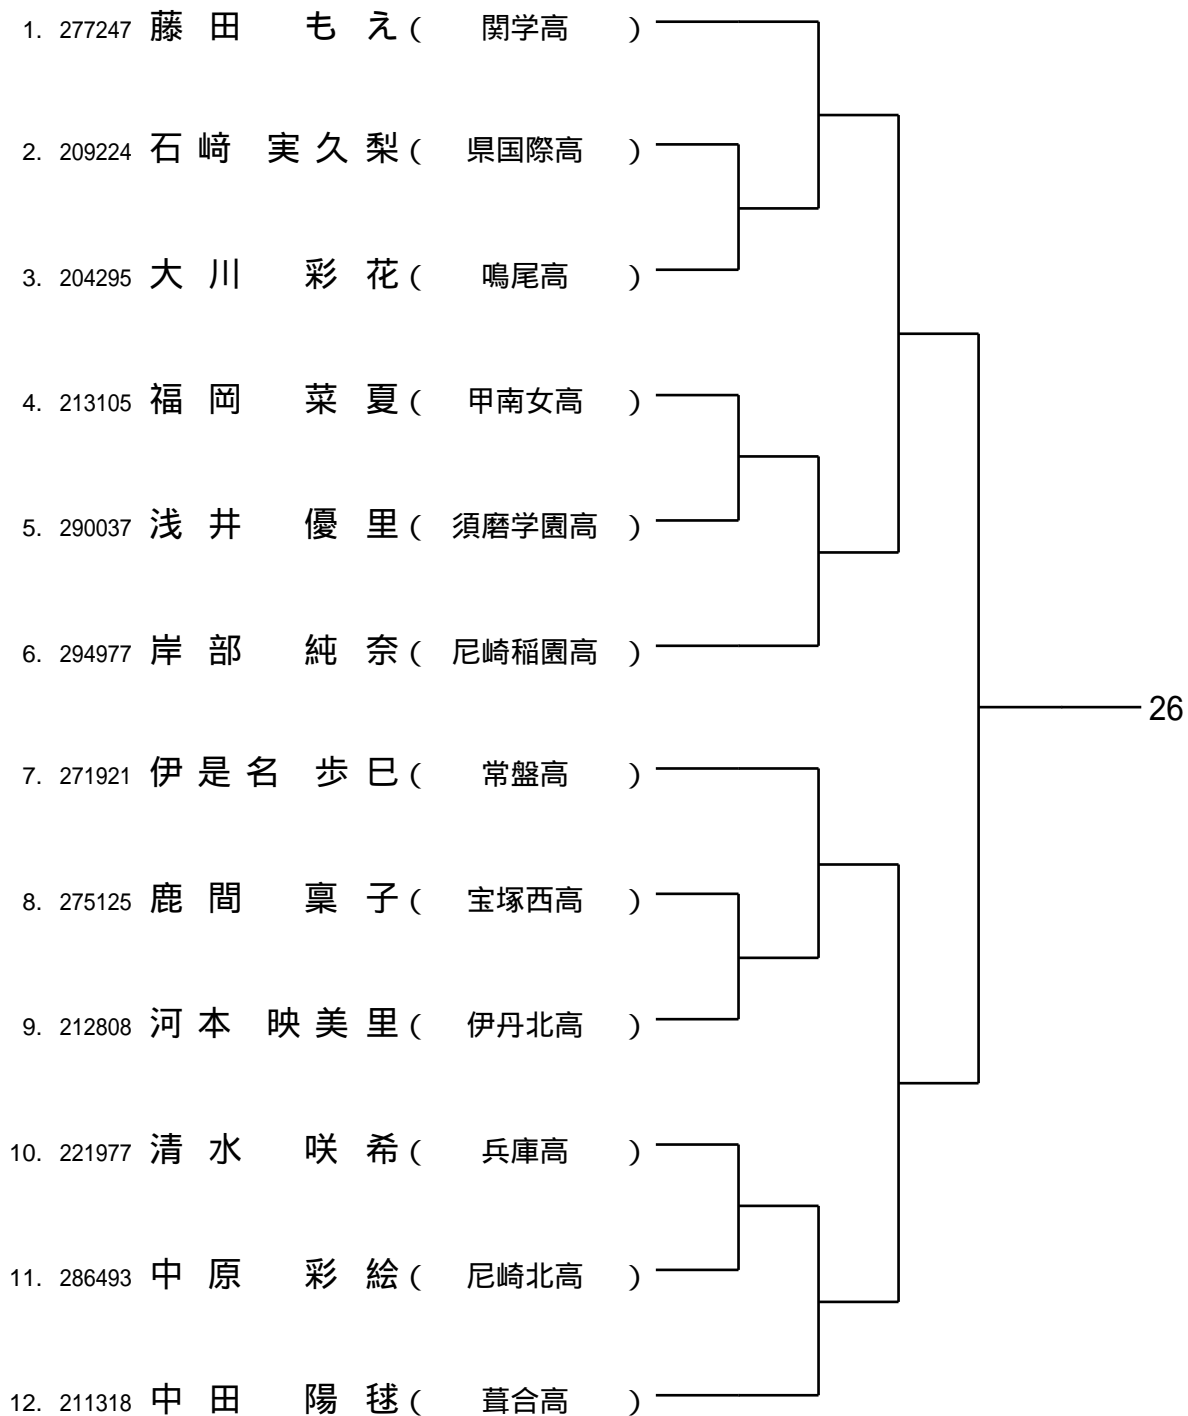 1. 277247 藤 田 も え ( 関学高 )
2. 209224 石 﨑 実 久 梨 ( 県国際高 )
3. 204295 大 川 彩 花 ( 鳴尾高 )
4. 213105 福 岡 菜 夏 ( 甲南女高 )
5. 290037 浅 井 優 里 ( 須磨学園高 )
6. 294977 岸 部 純 奈 ( 尼崎稲園高 )
26
7. 271921 伊 是 名 歩 巳 ( 常盤高 )
8. 275125 鹿 間 稟 子 ( 宝塚西高 )
9. 212808 河 本 映 美 里 ( 伊丹北高 )
10. 221977 清 水 咲 希 ( 兵庫高 )
11. 286493 中 原 彩 絵 ( 尼崎北高 )
12. 211318 中 田 陽 毬 ( 葺合高 )